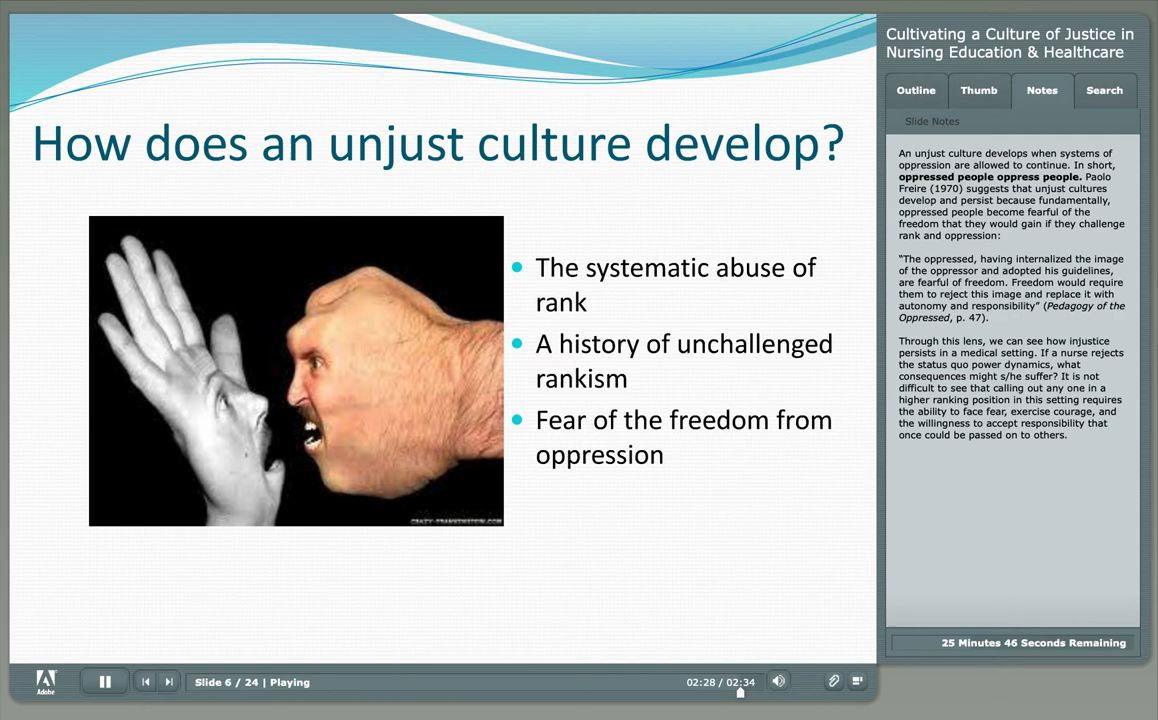 How does an unjust culture develop?
The systematic abuse of
rank
A history of unchallenged
rankism
Fear of the freedom from
oppression
CRAZY-FRANKENSTEIN.COM
Cultivating a Culture of Justice in
Nursing Education & Healthcare
Outline
Thumb
Notes
Search
Slide Notes
An unjust culture develops when systems of
oppression are allowed to continue. In short,
oppressed people oppress people. Paolo
Freire (1970) suggests that unjust cultures
develop and persist because fundamentally,
oppressed people become fearful of the
freedom that they would gain if they challenge
rank and oppression:
“The oppressed, having internalized the image
of the oppressor and adopted his guidelines,
are fearful of freedom. Freedom would require
them to reject this image and replace it with
autonomy and responsibility” (Pedagogy of the
Oppressed, p. 47).
Through this lens, we can see how injustice
persists in a medical setting. If a nurse rejects
the status quo power dynamics, what
consequences might s/he suffer? It is not
difficult to see that calling out any one in a
higher ranking position in this setting requires
the ability to face fear, exercise courage, and
the willingness to accept responsibility that
once could be passed on to others.
25 Minutes 46 Seconds Remaining
Adobe
Slide 6 / 24 | Playing
02:28 / 02:34